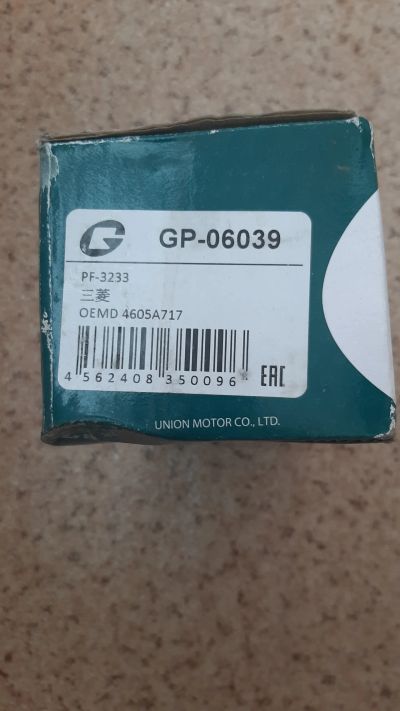 GP-06039
PF-3233
三菱
OEMD 4605A717
4 562408 350096
EAC
UNION MOTOR CO., LTD.